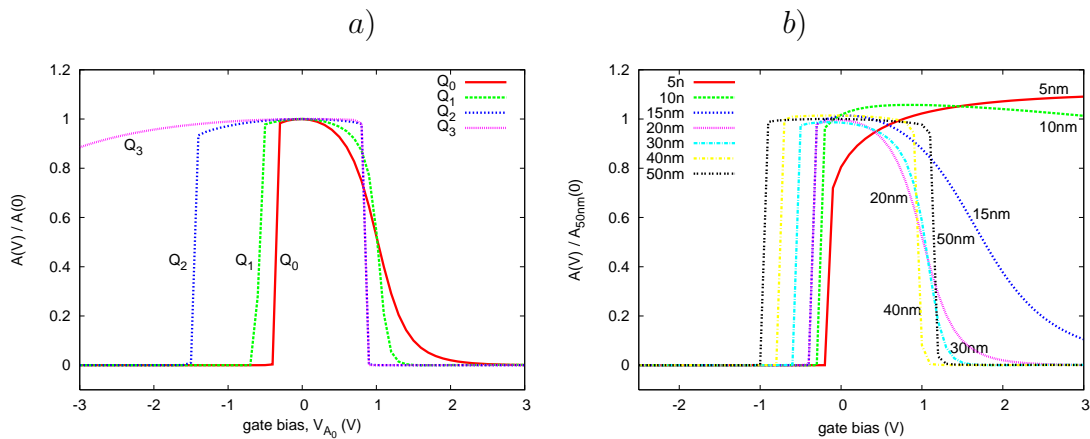 a)
b)
A(V) / A(0)
1.2
1
0.8
0.6
0.4
0.2
0
-3
-2
-1
0
1
2
3
gate bias, V_A₀ (V)
Q₀
Q₁
Q₂
Q₃
Q₃
Q₂
Q₁
Q₀
A(V) / A₅₀ₙₘ(0)
1.2
1
0.8
0.6
0.4
0.2
0
-2
-1
0
1
2
3
gate bias (V)
5n
10n
15nm
20nm
30nm
40nm
50nm
5nm
10nm
20nm
15nm
50nm
40nm
30nm